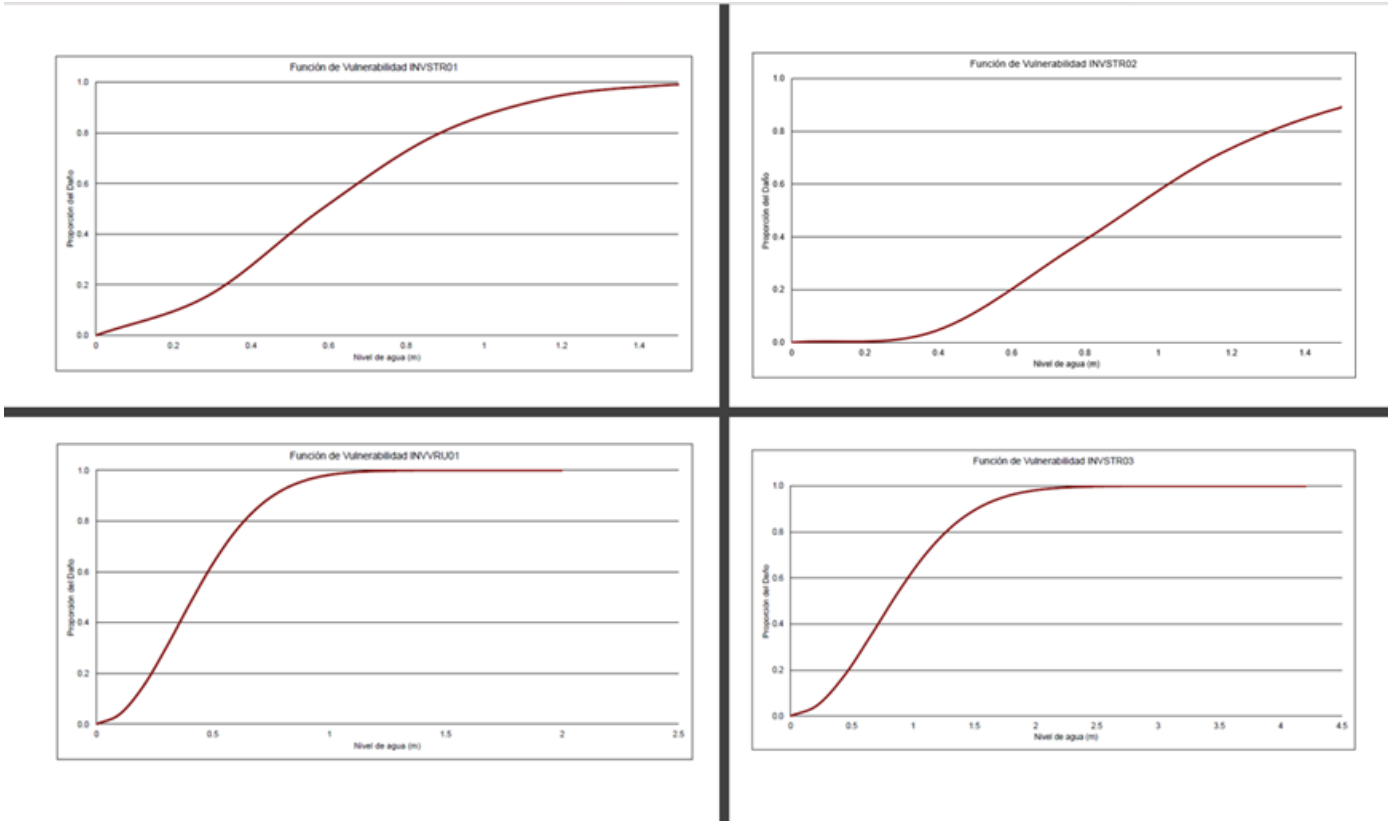 Función de Vulnerabilidad INVSTR01
1.0
0.8
0.6
0.4
0.2
0.0
Proporción del Daño
0 0.2 0.4 0.6 0.8 1 1.2 1.4
Nivel de agua (m)
Función de Vulnerabilidad INVSTR02
1.0
0.8
0.6
0.4
0.2
0.0
Proporción del Daño
0 0.2 0.4 0.6 0.8 1 1.2 1.4
Nivel de agua (m)
Función de Vulnerabilidad INVVRU01
1.0
0.8
0.6
0.4
0.2
0.0
Proporción del Daño
0 0.5 1 1.5 2 2.5
Nivel de agua (m)
Función de Vulnerabilidad INVSTR03
1.0
0.8
0.6
0.4
0.2
0.0
Proporción del Daño
0 0.5 1 1.5 2 2.5 3 3.5 4 4.5
Nivel de agua (m)